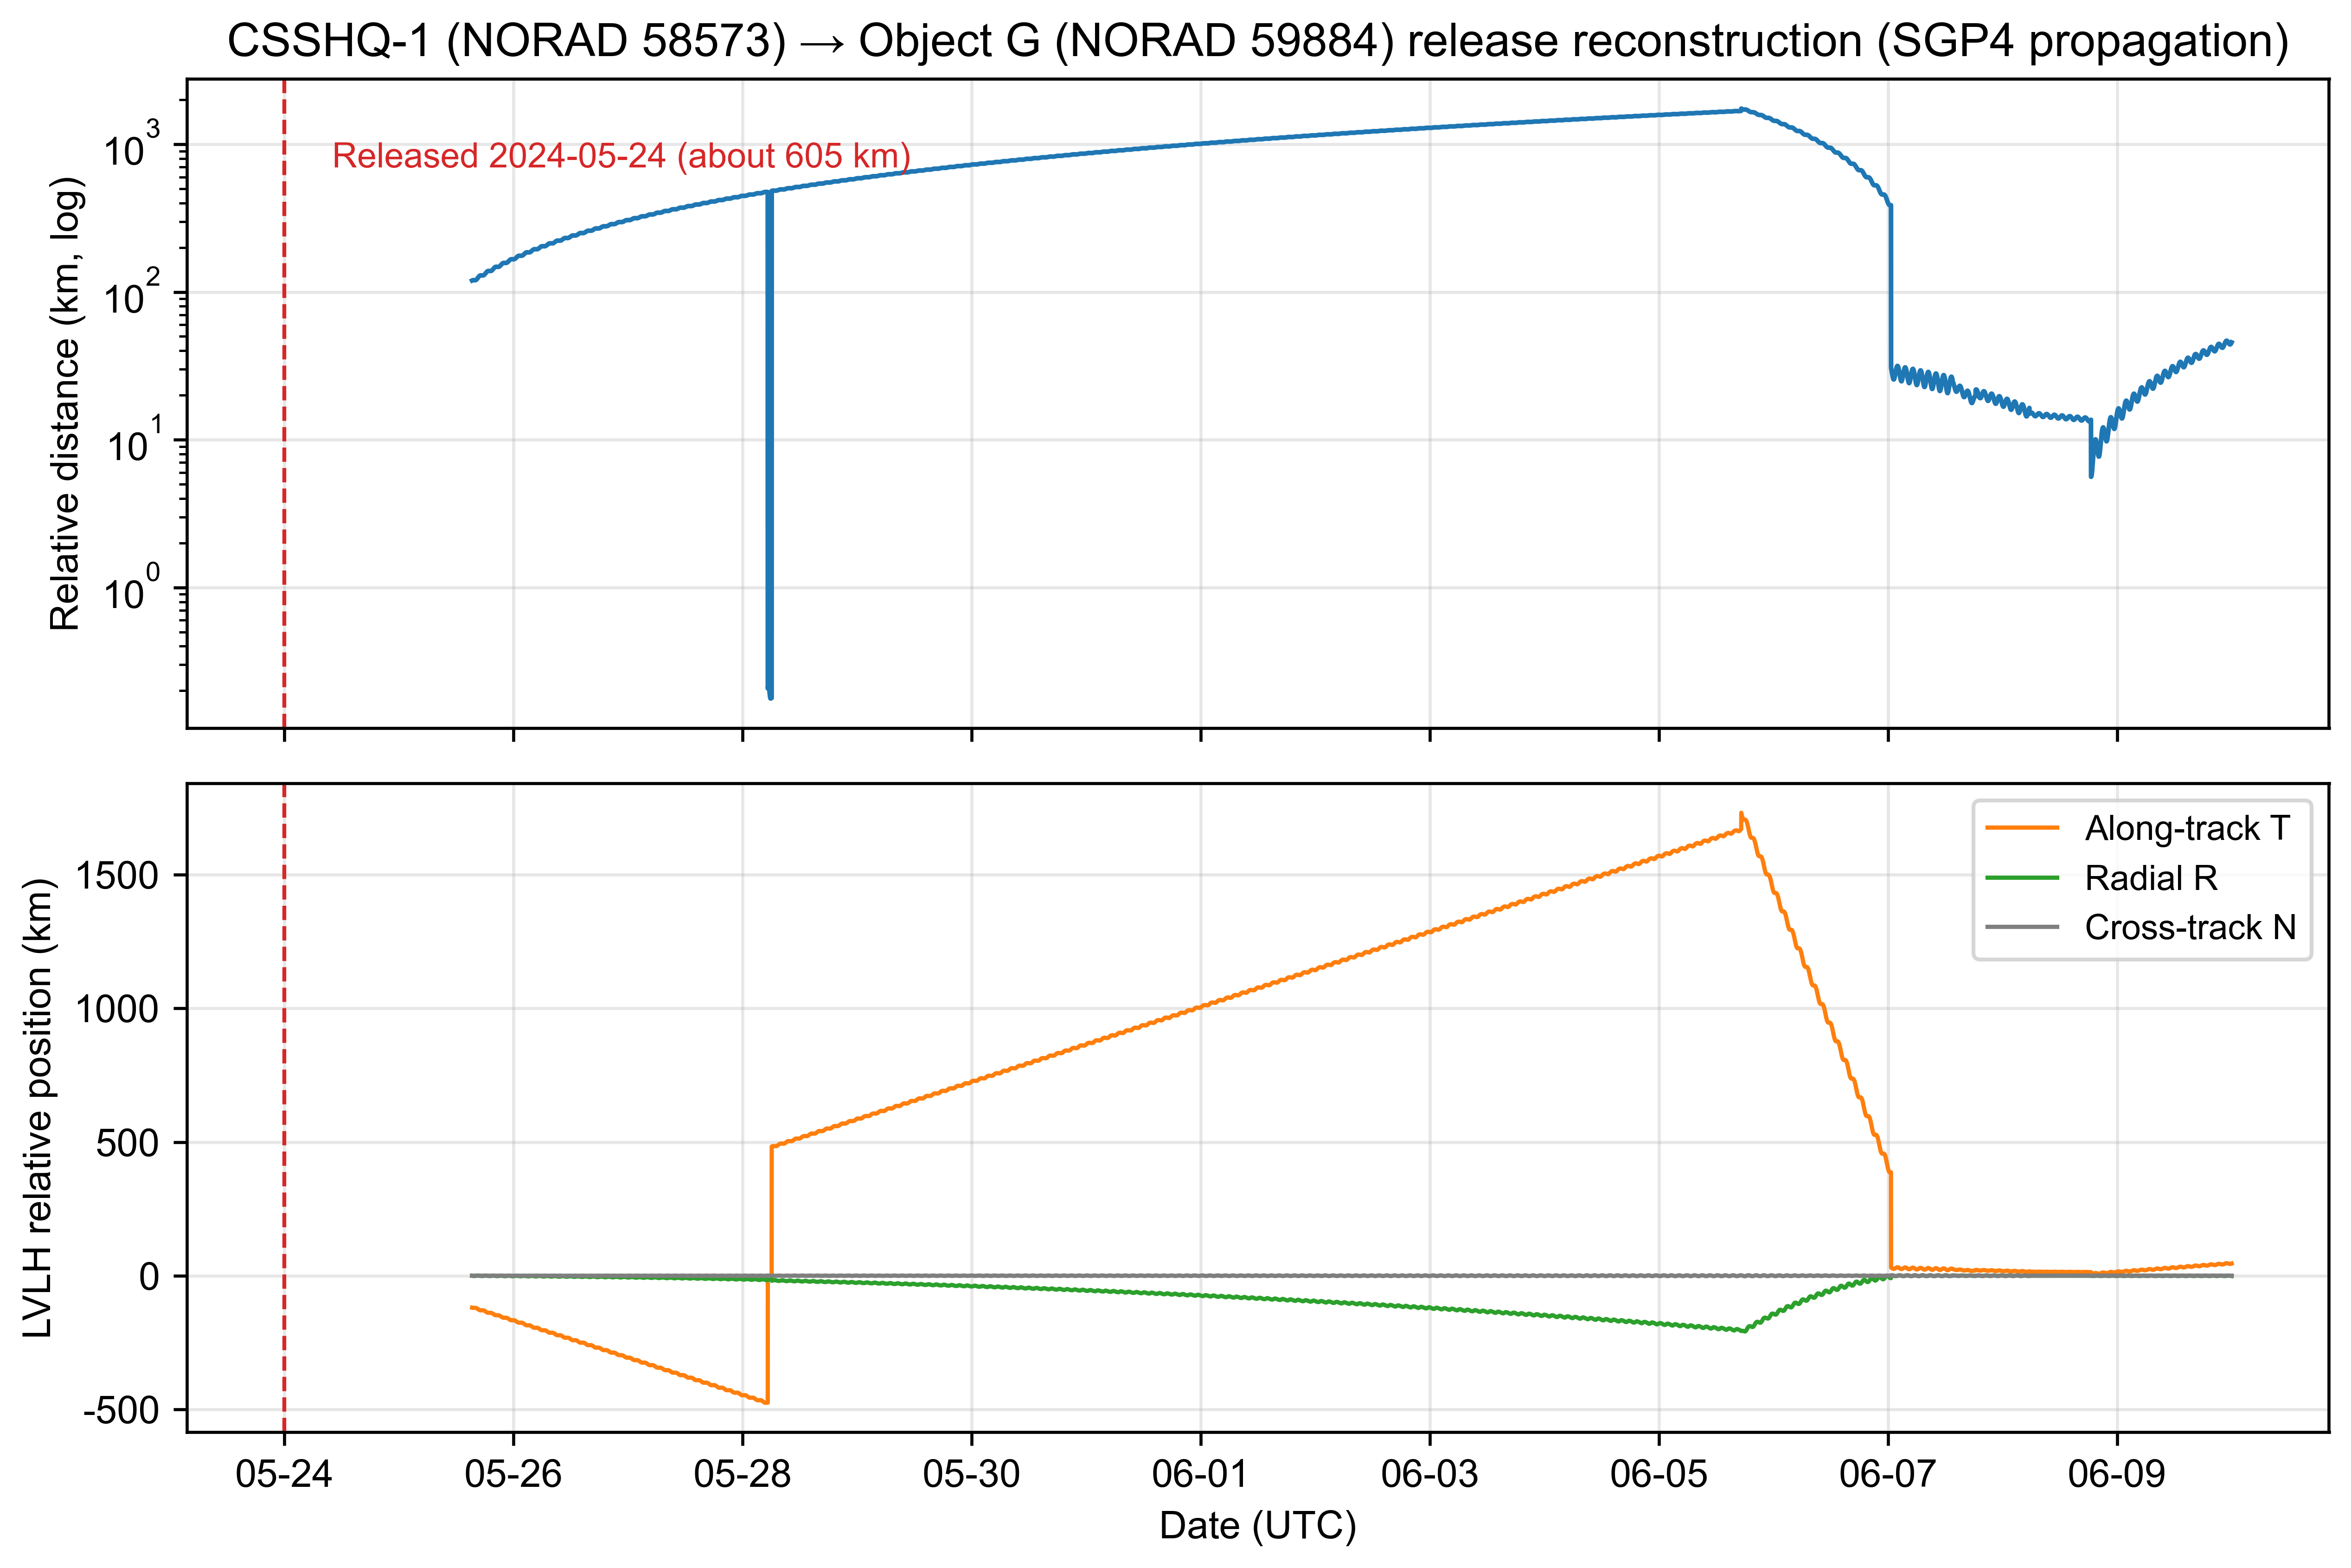 CSSHQ-1 (NORAD 58573) → Object G (NORAD 59884) release reconstruction (SGP4 propagation)
Relative distance (km, log)
10^3
10^2
10^1
10^0
Released 2024-05-24 (about 605 km)
LVLH relative position (km)
1500
1000
500
0
-500
Along-track T
Radial R
Cross-track N
05-24 05-26 05-28 05-30 06-01 06-03 06-05 06-07 06-09
Date (UTC)